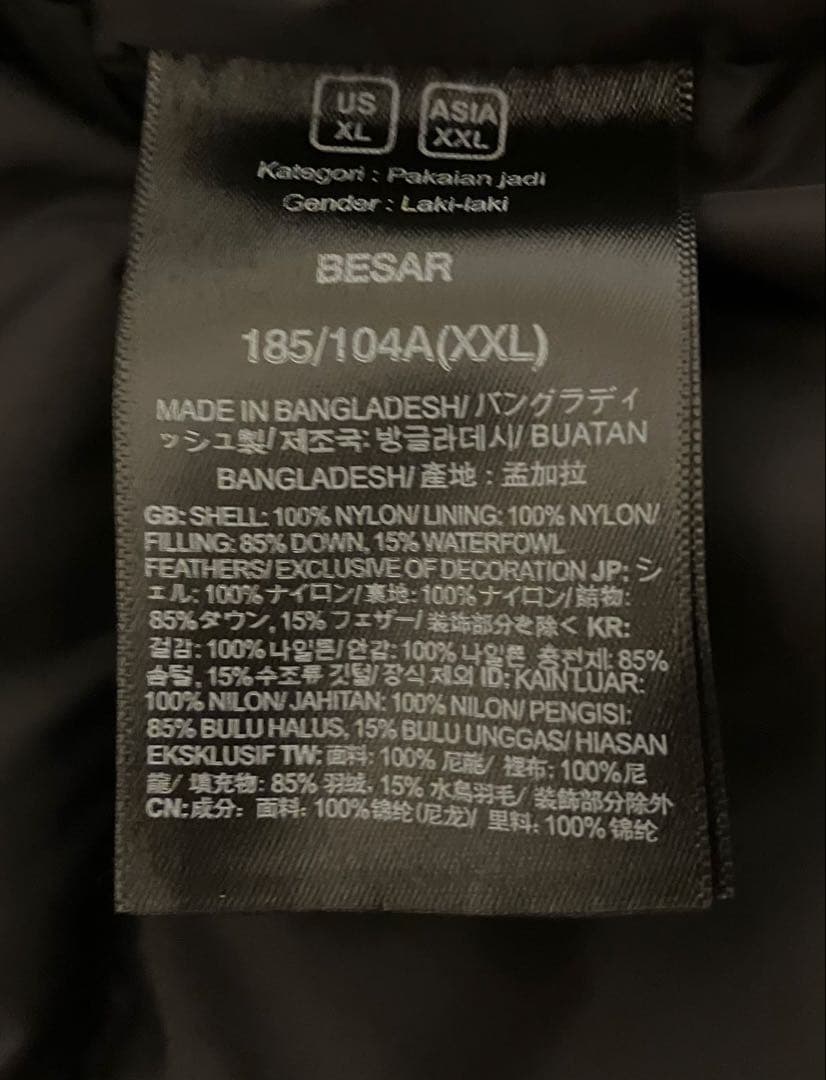 US
XL
ASIA
XXL
Kategori : Pakaian jadi
Gender : Laki-laki
BESAR
185/104A(XXL)
MADE IN BANGLADESH/ バングラディ
ッシュ製/ 제조국: 방글라데시/ BUATAN
BANGLADESH/ 產地 : 孟加拉
GB: SHELL: 100% NYLON/ LINING: 100% NYLON/
FILLING: 85% DOWN, 15% WATERFOWL
FEATHERS/ EXCLUSIVE OF DECORATION JP: シ
ェル: 100% ナイロン/ 裏地: 100% ナイロン/ 詰物:
85% ダウン, 15% フェザー/ 装飾部分を除く KR:
겉감: 100% 나일론/ 안감: 100% 나일론 충전재: 85%
솜털, 15% 수조류 깃털/ 장식 제외 ID: KAIN LUAR:
100% NILON/ JAHITAN: 100% NILON/ PENGISI:
85% BULU HALUS, 15% BULU UNGGAS/ HIASAN
EKSKLUSIF TW: 面料: 100% 尼龍/ 裡布: 100% 尼
龍/ 填充物: 85% 羽絨, 15% 水鳥羽毛/ 裝飾部分除外
CN: 成分: 面料: 100% 锦纶(尼龙)/ 里料: 100% 锦纶